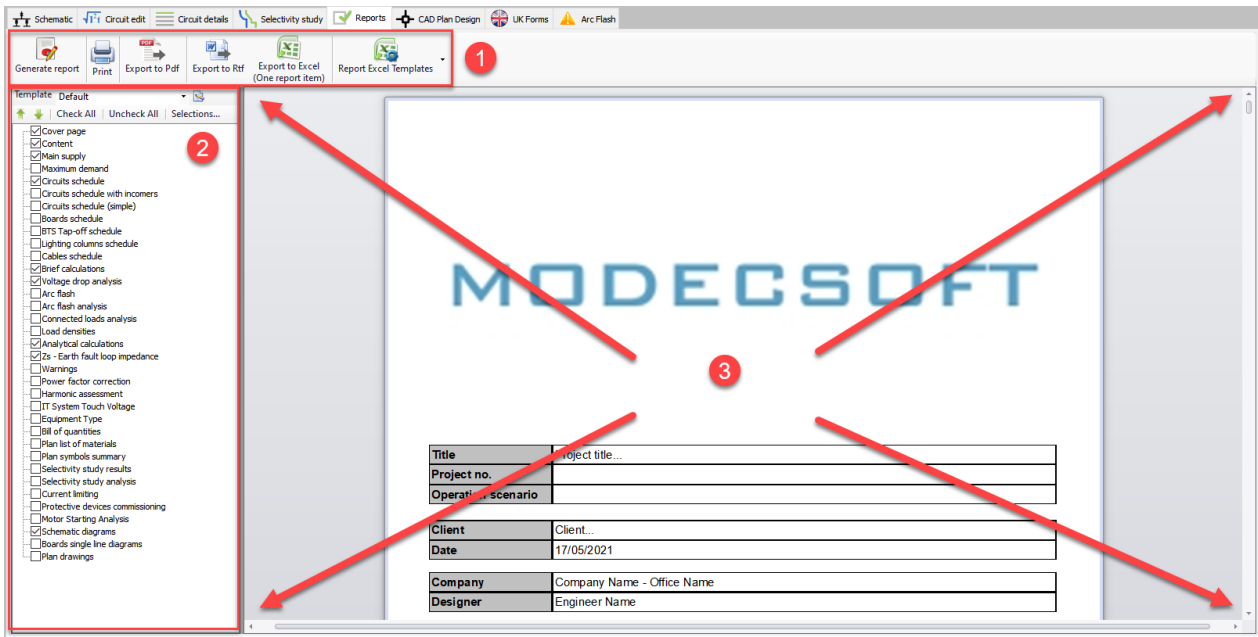 Schematic Circuit edit Circuit details Selectivity study Reports CAD Plan Design UK Forms Arc Flash
Generate report Print Export to Pdf Export to Rtf Export to Excel (One report item) Report Excel Templates
1
Template Default
Check All Uncheck All Selections...
2
Cover page
Content
Main supply
Maximum demand
Circuits schedule
Circuits schedule with incomers
Circuits schedule (simple)
Boards schedule
BTS Tap-off schedule
Lighting columns schedule
Cables schedule
Brief calculations
Voltage drop analysis
Arc flash
Arc flash analysis
Connected loads analysis
Load densities
Analytical calculations
Zs - Earth fault loop impedance
Warnings
Power factor correction
Harmonic assessment
IT System Touch Voltage
Equipment Type
Bill of quantities
Plan list of materials
Plan symbols summary
Selectivity study results
Selectivity study analysis
Current limiting
Protective devices commissioning
Motor Starting Analysis
Schematic diagrams
Boards single line diagrams
Plan drawings
MODECSOFT
3
Title Project title...
Project no.
Operation scenario
Client Client...
Date 17/05/2021
Company Company Name - Office Name
Designer Engineer Name